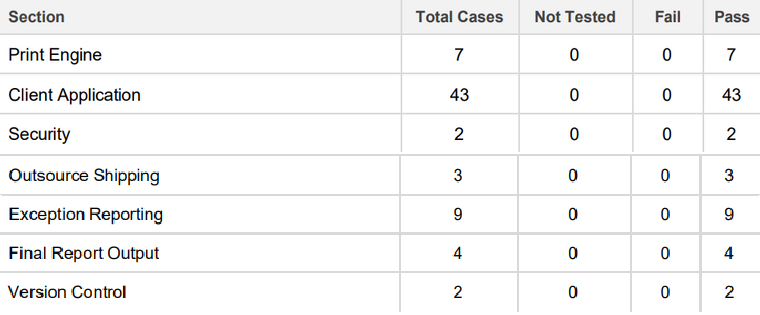 Section Total Cases Not Tested Fail Pass
Print Engine 7 0 0 7
Client Application 43 0 0 43
Security 2 0 0 2
Outsource Shipping 3 0 0 3
Exception Reporting 9 0 0 9
Final Report Output 4 0 0 4
Version Control 2 0 0 2